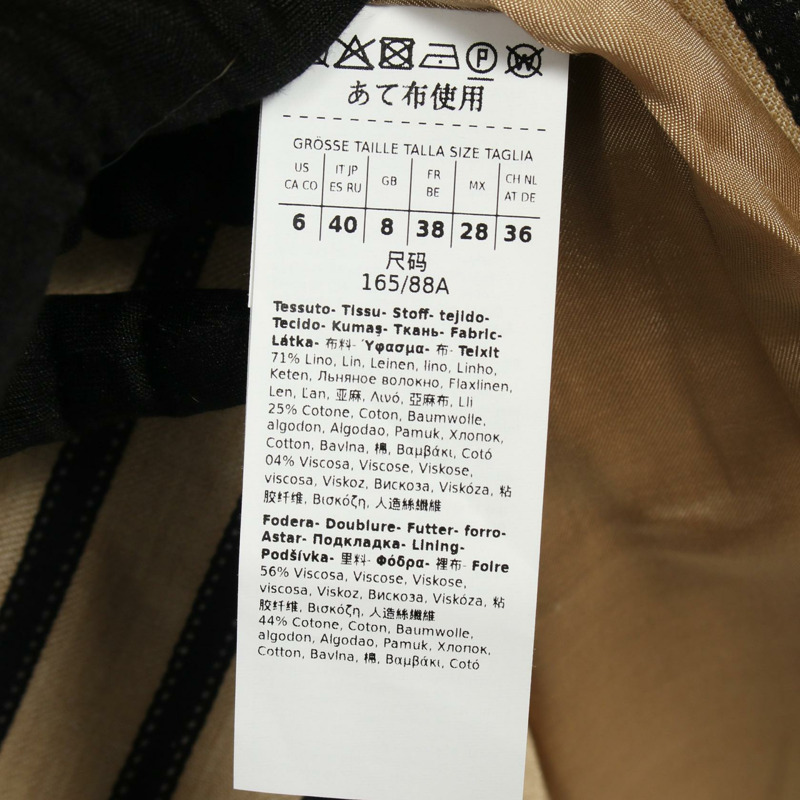 P
W
あて布使用
GRÖSSE TAILLE TALLA SIZE TAGLIA
US CA CO
IT JP ES RU
GB
FR BE
MX
CH NL AT DE
6 40 8 38 28 36
尺码
165/88A
Tessuto- Tissu- Stoff- tejido-
Tecido- Kumaş- Ткань- Fabric-
Látka- 布料- Ύφασμα- 布- Teixit
71% Lino, Lin, Leinen, lino, Linho,
Keten, Льняное волокно, Flaxlinen,
Len, Ľan, 亚麻, Λινό, 亞麻布, Lli
25% Cotone, Coton, Baumwolle,
algodon, Algodao, Pamuk, Хлопок,
Cotton, Bavlna, 棉, Βαμβάκι, Cotó
04% Viscosa, Viscose, Viskose,
viscosa, Viskoz, Вискоза, Viskóza, 粘
胶纤维, Βισκόζη, 人造絲纖維
Fodera- Doublure- Futter- forro-
Astar- Подкладка- Lining-
Podšívka- 里料- Φόδρα- 裡布- Folre
56% Viscosa, Viscose, Viskose,
viscosa, Viskoz, Вискоза, Viskóza, 粘
胶纤维, Βισκόζη, 人造絲纖維
44% Cotone, Coton, Baumwolle,
algodon, Algodao, Pamuk, Хлопок,
Cotton, Bavlna, 棉, Βαμβάκι, Cotó